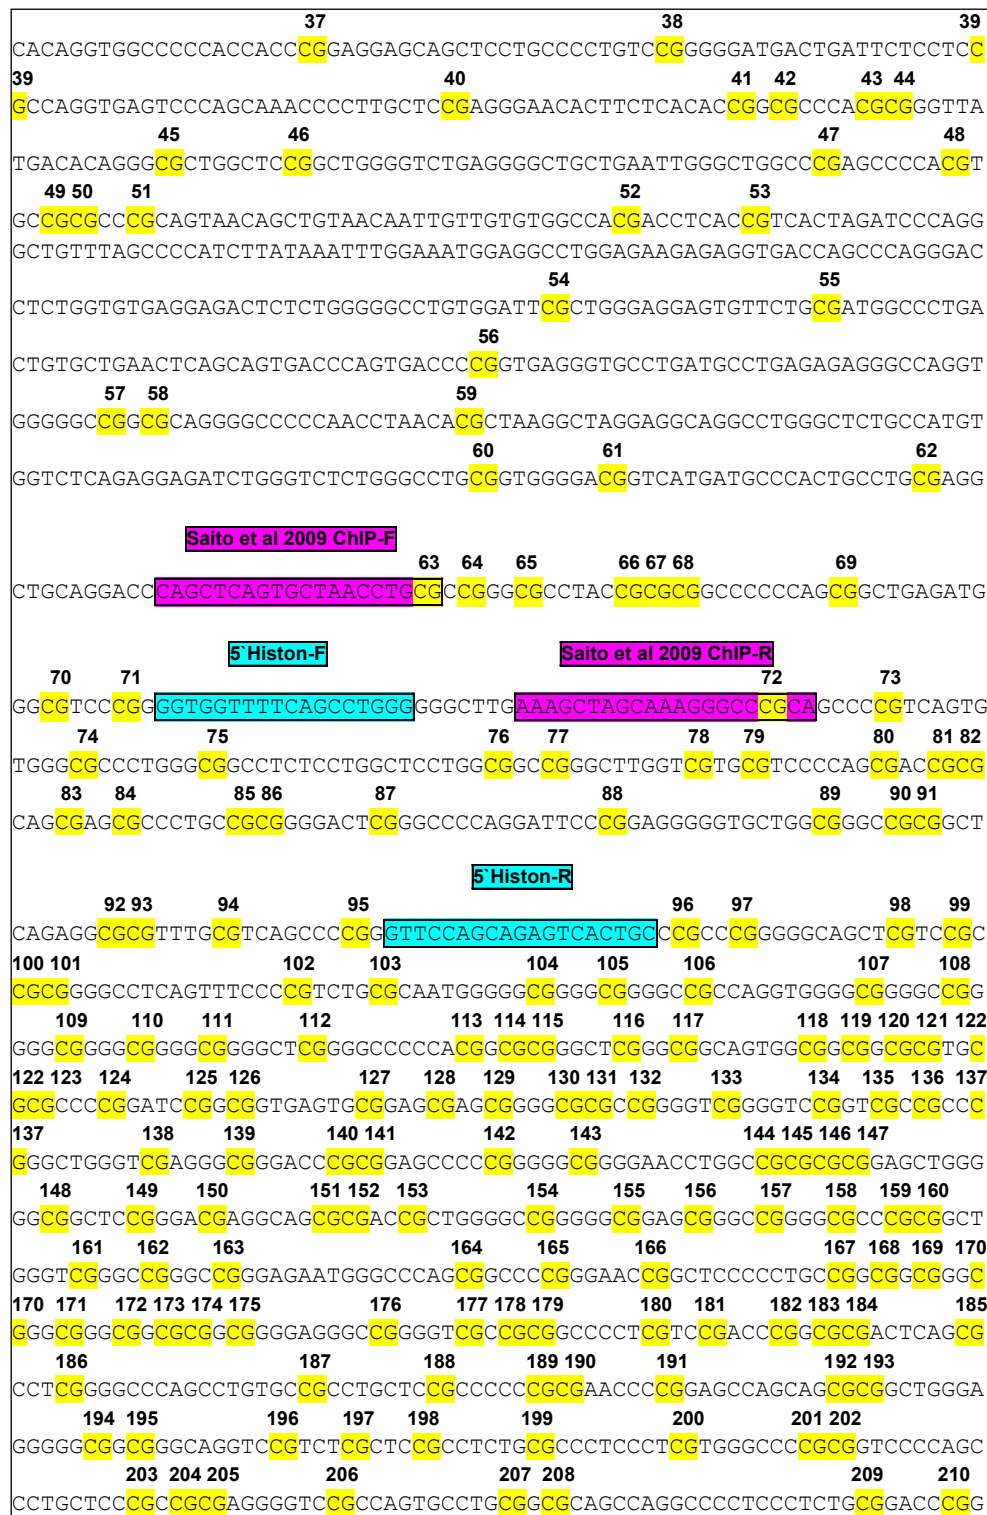 37 38 39
CACAGGTGGCCCCCACCACCCGGAGGAGCAGCTCCTGCCCCTGTCCGGGGGATGACTGATTCTCCTCC
39 40 41 42 43 44
GCCAGGTGAGTCCCAGCAAACCCCTTGCTCCGAGGGAACACTTCTCACACCGGCGCCCACGCGGGTTA
45 46 47 48
TGACACAGGGCGCTGGCTCCGGCTGGGGTCTGAGGGGCTGCTGAATTGGGCTGGCCCGAGCCCCACGT
49 50 51 52 53
GCCGCGCCCGCAGTAACAGCTGTAACAATTGTTGTGTGGCCACGACCTCACCGTCACTAGATCCCAGG
GCTGTTTAGCCCCATCTTATAAATTTGGAAATGGAGGCCTGGAGAAGAGAGGTGACCAGCCCAGGGAC
54 55
CTCTGGTGTGAGGAGACTCTCTGGGGGCCTGTGGATTCGCTGGGAGGAGTGTTCTGCGATGGCCCTGA
56
CTGTGCTGAACTCAGCAGTGACCCAGTGACCCCGGTGAGGGTGCCTGATGCCTGAGAGAGGGCCAGGT
57 58 59
GGGGGCCGGCGCAGGGGCCCCCAACCTAACACGCTAAGGCTAGGAGGCAGGCCTGGGCTCTGCCATGT
60 61 62
GGTCTCAGAGGAGATCTGGGTCTCTGGGCCTGCGGTGGGGACGGTCATGATGCCCACTGCCTGCGAGG
Saito et al 2009 ChIP-F
63 64 65 66 67 68 69
CTGCAGGACCCAGCTCAGTGCTAACCTGCGCCGGGCGCCTACCGCGCGGCCCCCCAGCGGCTGAGATG
5`Histon-F Saito et al 2009 ChIP-R
70 71 72 73
GGCGTCCCGGGGGTGGTTTTCAGCCTGGGGGGCTTGAAAGCTAGCAAAGGGCCCGCAGCCCCGTCAGTG
74 75 76 77 78 79 80 81 82
TGGGCGCCCTGGGCGGCCTCTCCTGGCTCCTGGCGGCCGGGCTTGGTCGTGCGTCCCCAGCGACCGCG
83 84 85 86 87 88 89 90 91
CAGCGAGCGCCCTGCCGCGGGGACTCGGGCCCCAGGATTCCCGGAGGGGGTGCTGGCGGGCCGCGGCT
5`Histon-R
92 93 94 95 96 97 98 99
CAGAGGCGCGTTTGCGTCAGCCCCGGGTTCCAGCAGAGTCACTGCCCGCCCGGGGGCAGCTCGTCCGC
100 101 102 103 104 105 106 107 108
CGCGGGGCCTCAGTTTCCCCGTCTGCGCAATGGGGGCGGGGCGGGGCCGCCAGGTGGGGCGGGGCCGG
109 110 111 112 113 114 115 116 117 118 119 120 121 122
GGGCGGGGCGGGGCGGGGCTCGGGGCCCCCACGGCGCGGGCTCGGGCGGCAGTGGCGGCGGCGCGTGC
122 123 124 125 126 127 128 129 130 131 132 133 134 135 136 137
GCGCCCCGGATCCGGCGGTGAGTGCGGAGCGAGCGGGGCGCGCCGGGGTCGGGGTCCGGTCGCCGCCC
137 138 139 140 141 142 143 144 145 146 147
GGGCTGGGTCGAGGGCGGGACCCGCGGAGCCCCCGGGGGCGGGGAACCTGGCCGCGCGCGGAGCTGGG
148 149 150 151 152 153 154 155 156 157 158 159 160
GGCGGCTCCGGGACGAGGCAGCGCGACCGCTGGGGCCGGGGGCGGAGCGGGCCGGGGCGCCCGCGGCT
161 162 163 164 165 166 167 168 169 170
GGGTCGGGCCGGGCCGGGAGAATGGGCCCAGCGGCCCCGGGAACCGGCTCCCCCTGCCGGCGGCGGGC
170 171 172 173 174 175 176 177 178 179 180 181 182 183 184 185
GGGCGGGCGGCGCGGCGGGGAGGGCCGGGGTCGCCGCGGCCCCTCGTCCGACCCGGCGCGACTCAGCG
186 187 188 189 190 191 192 193
CCTCGGGGCCCAGCCTGTGCCGCCTGCTCCGCCCCCCGCGAACCCCGGAGCCAGCAGCGCGGCTGGGA
194 195 196 197 198 199 200 201 202
GGGGGCGGCGGGCAGGTCCGTCTCGCTCCGCCTCTGCGCCCTCCCTCGTGGGCCCCGCGGTCCCCAGC
203 204 205 206 207 208 209 210
CCTGCTCCCGCCGCGAGGGGTCCGCCAGTGCCTGCGGCGCAGCCAGGCCCCTCCCTCTGCGGACCCGG